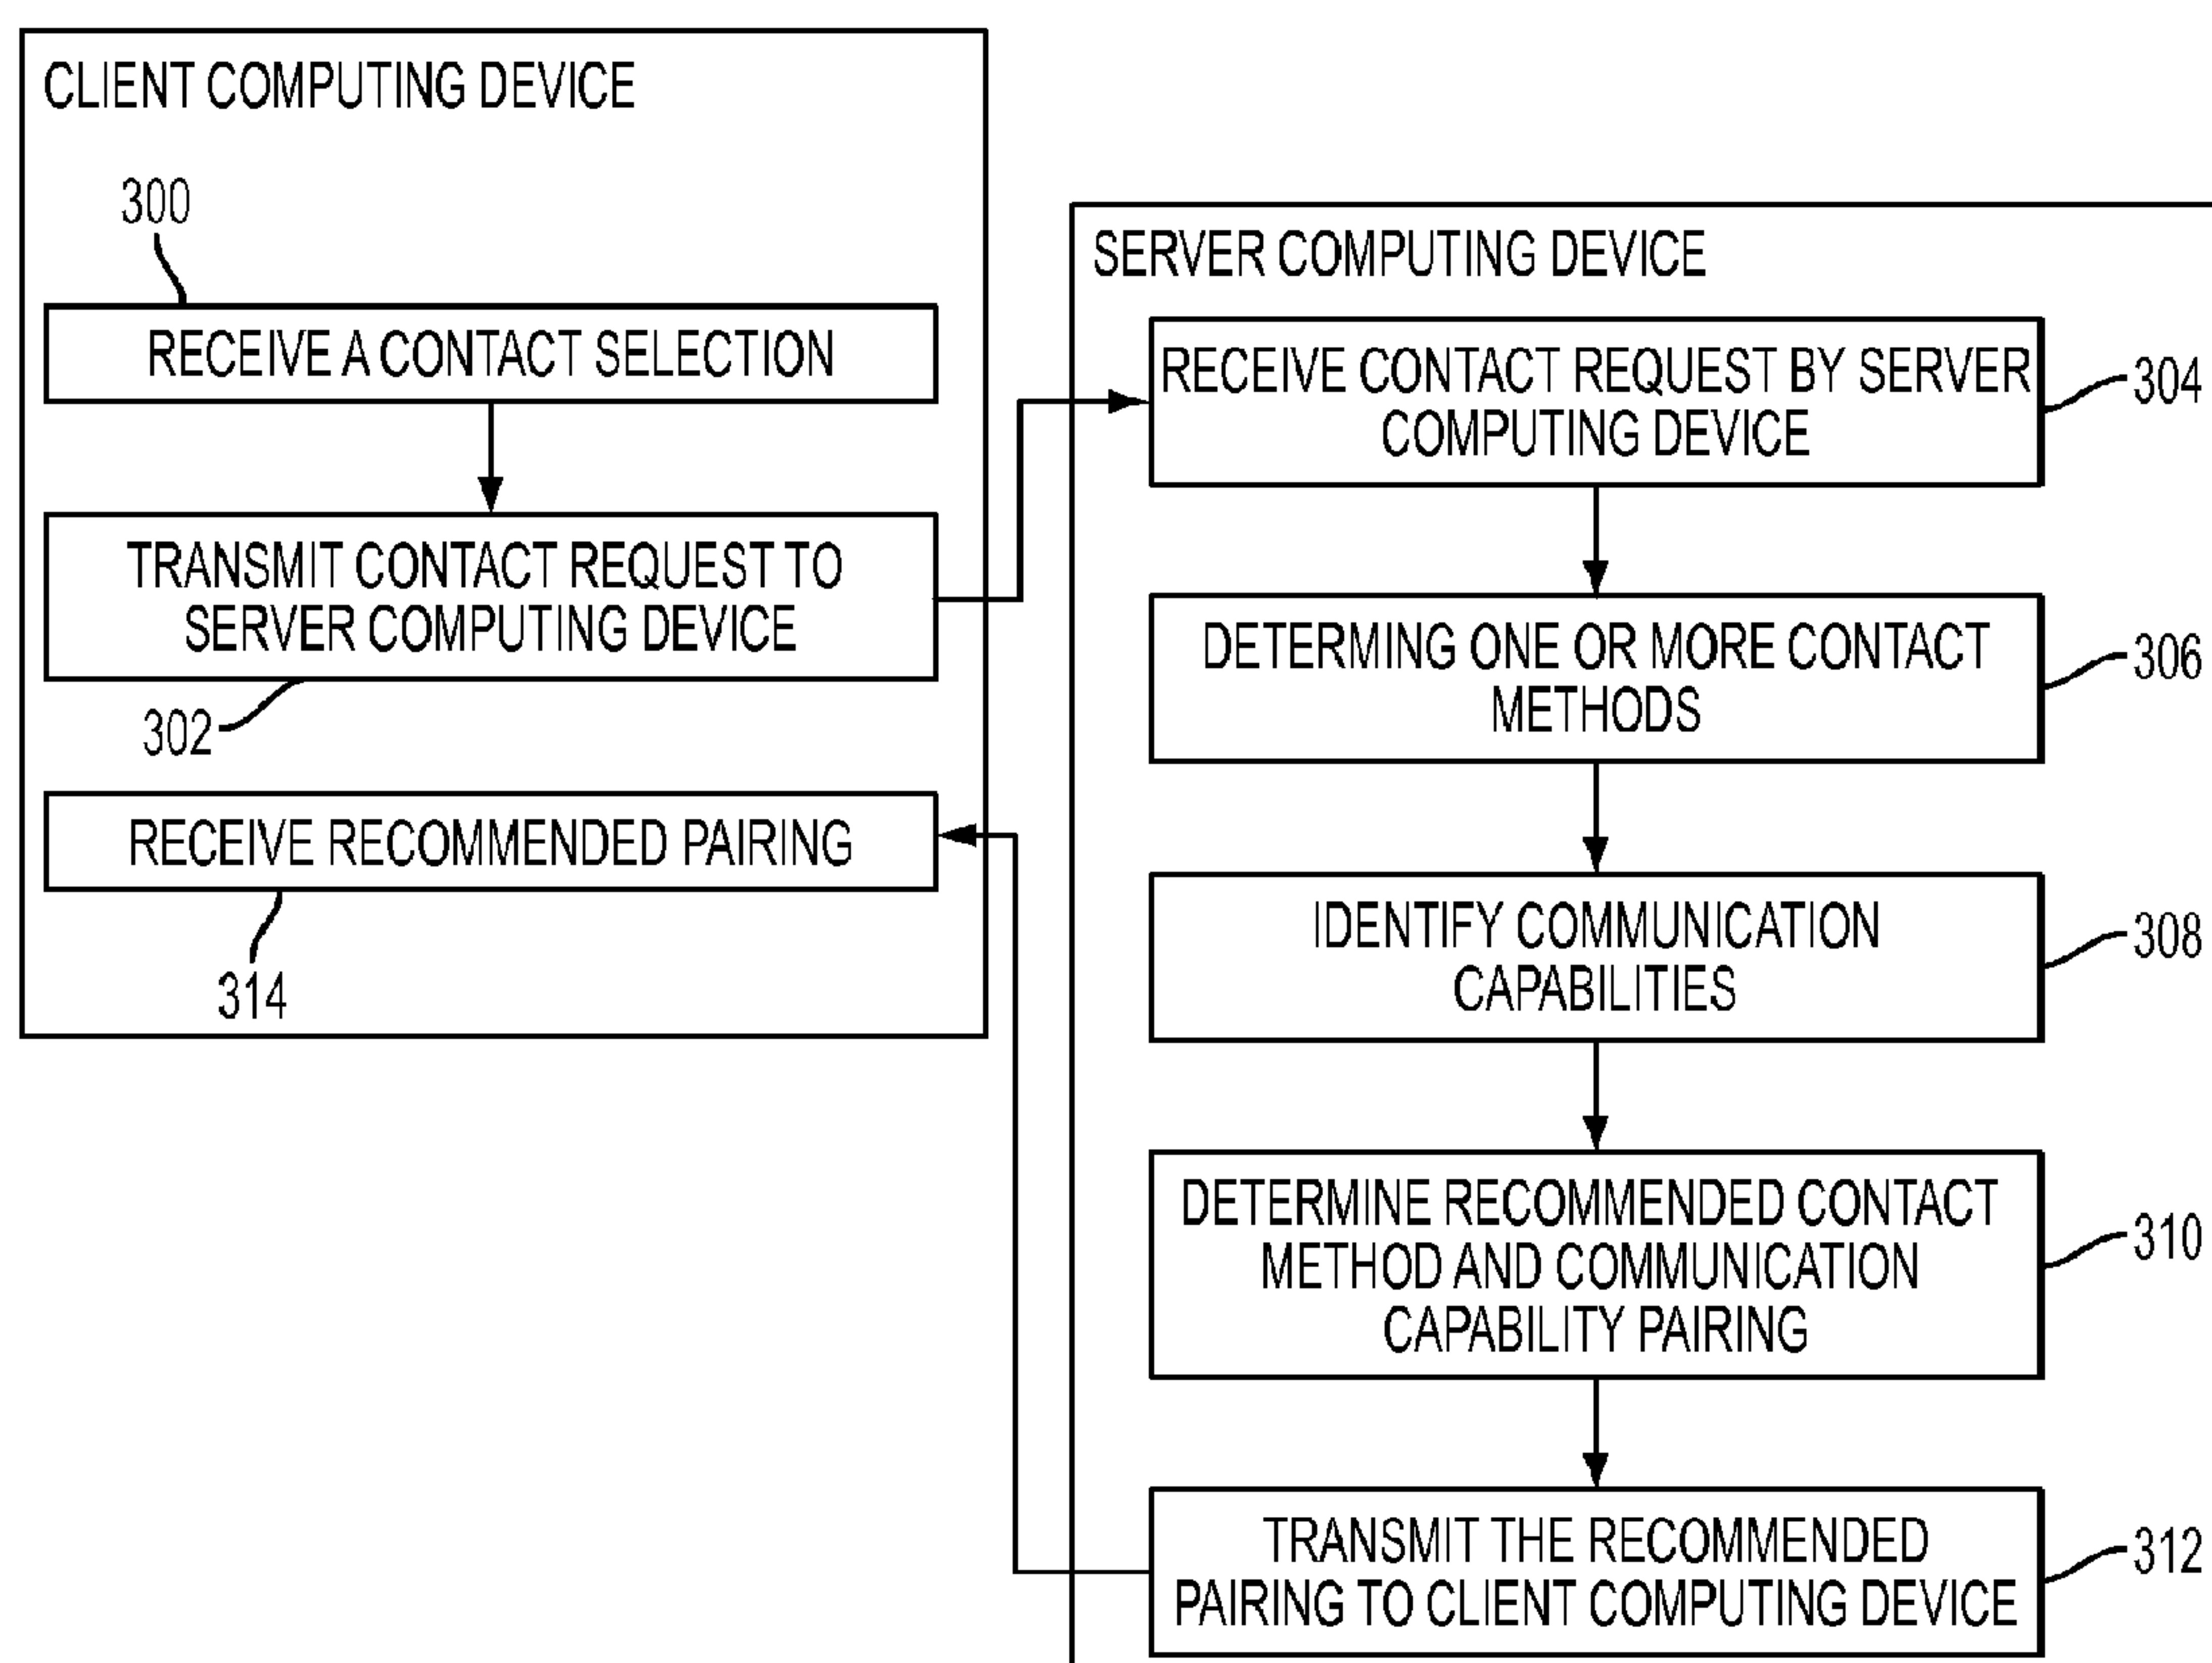 CLIENT COMPUTING DEVICE
300
RECEIVE A CONTACT SELECTION
TRANSMIT CONTACT REQUEST TO
SERVER COMPUTING DEVICE
302
RECEIVE RECOMMENDED PAIRING
314
SERVER COMPUTING DEVICE
RECEIVE CONTACT REQUEST BY SERVER
COMPUTING DEVICE
304
DETERMING ONE OR MORE CONTACT
METHODS
306
IDENTIFY COMMUNICATION
CAPABILITIES
308
DETERMINE RECOMMENDED CONTACT
METHOD AND COMMUNICATION
CAPABILITY PAIRING
310
TRANSMIT THE RECOMMENDED
PAIRING TO CLIENT COMPUTING DEVICE
312